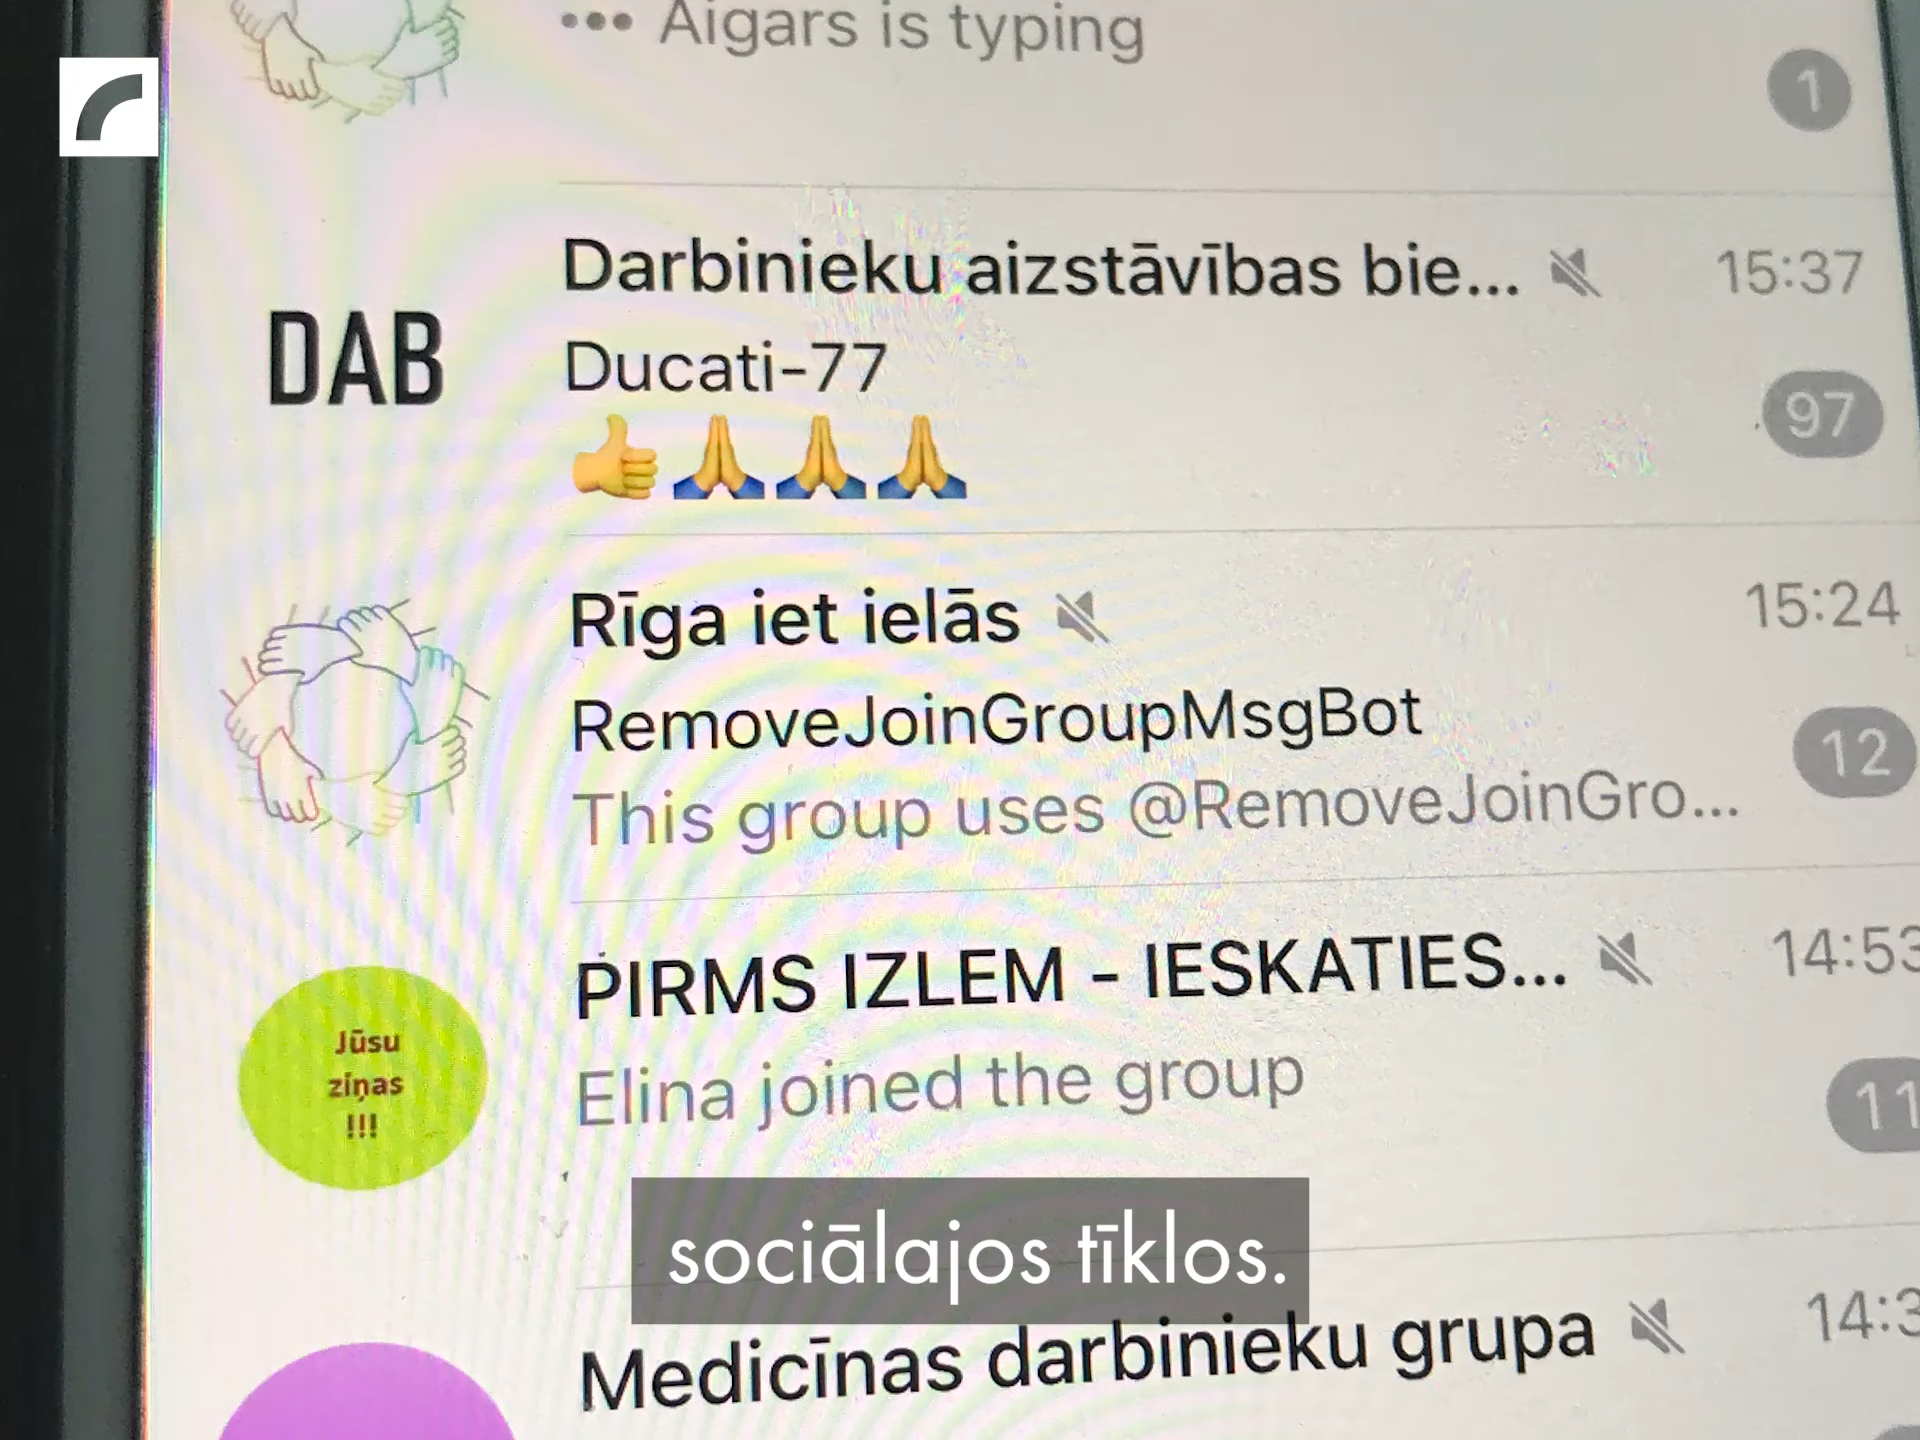 ••• Aigars is typing
1
Darbinieku aizstāvības bie...
15:37
DAB
Ducati-77
97
👍🙏🙏🙏
Rīga iet ielās
15:24
RemoveJoinGroupMsgBot
12
This group uses @RemoveJoinGro...
PIRMS IZLEM - IESKATIES...
14:53
Jūsu
ziņas
!!!
Elina joined the group
11
sociālajos tīklos.
Medicīnas darbinieku grupa
14:3